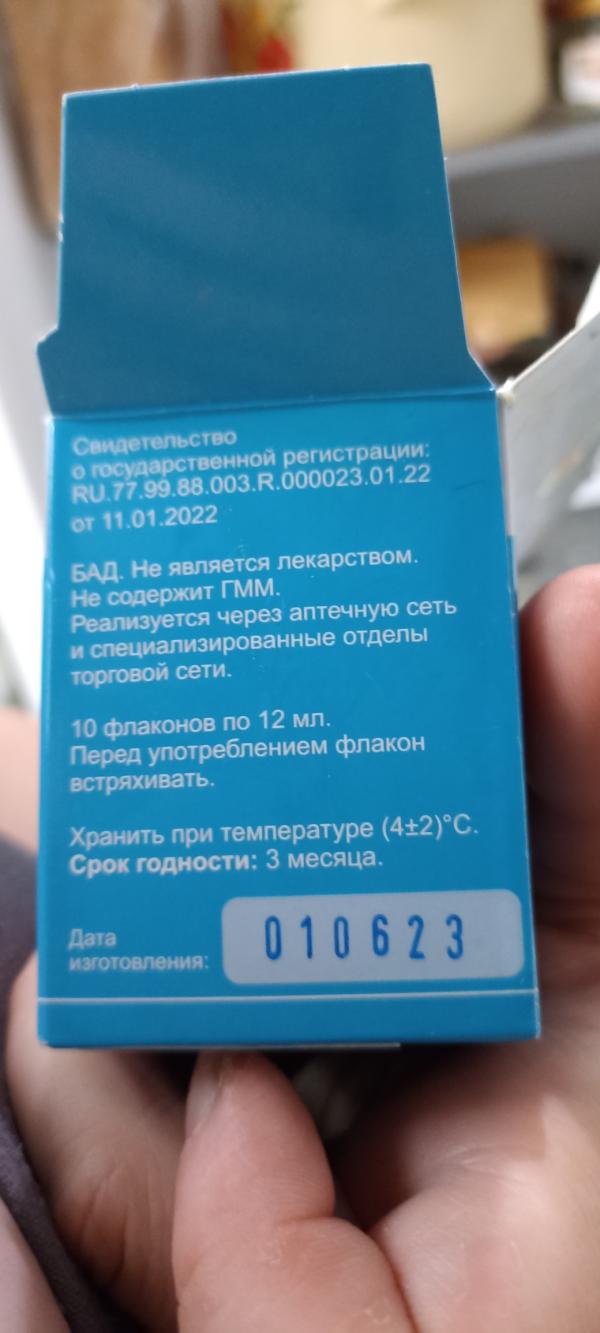 Свидетельство
о государственной регистрации:
RU.77.99.88.003.R.000023.01.22
от 11.01.2022
БАД. Не является лекарством.
Не содержит ГММ.
Реализуется через аптечную сеть
и специализированные отделы
торговой сети.
10 флаконов по 12 мл.
Перед употреблением флакон
встряхивать.
Хранить при температуре (4±2)°С.
Срок годности: 3 месяца.
Дата
изготовления:
010623